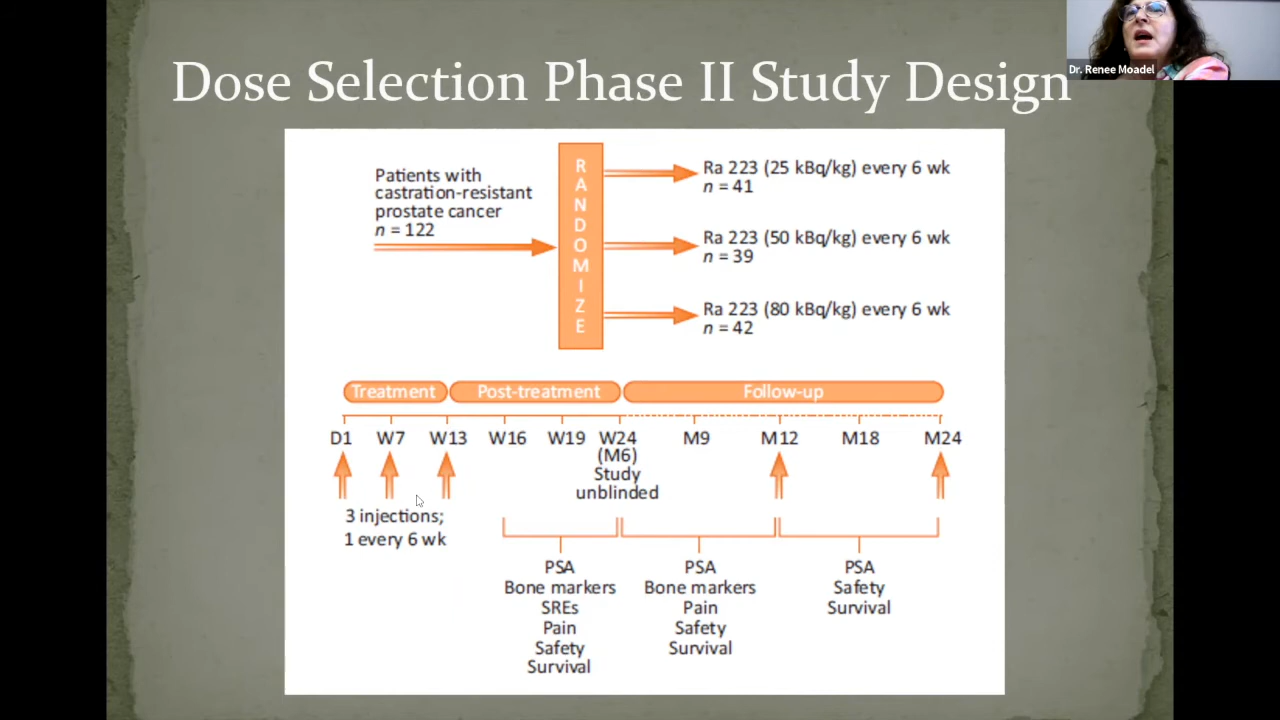 Dr. Renee Moadel
Dose Selection Phase II Study Design
Patients with
castration-resistant
prostate cancer
n = 122
RANDOMIZE
Ra 223 (25 kBq/kg) every 6 wk
n = 41
Ra 223 (50 kBq/kg) every 6 wk
n = 39
Ra 223 (80 kBq/kg) every 6 wk
n = 42
Treatment Post-treatment Follow-up
D1 W7 W13 W16 W19 W24 M9 M12 M18 M24
(M6)
Study
unblinded
3 injections;
1 every 6 wk
PSA
Bone markers
SREs
Pain
Safety
Survival
PSA
Bone markers
Pain
Safety
Survival
PSA
Safety
Survival